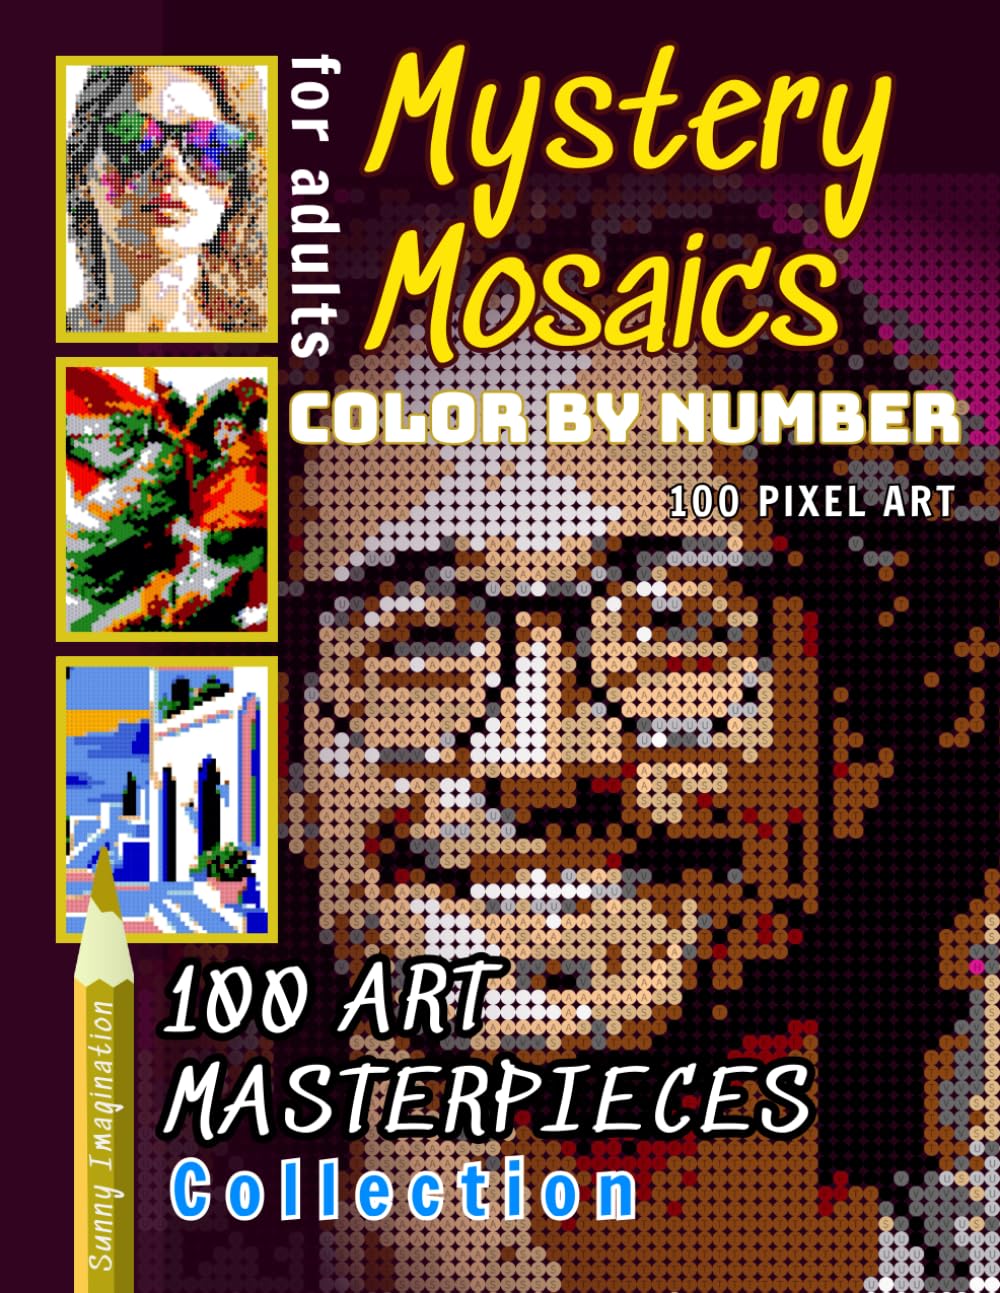 for adults
Mystery
Mosaics
COLOR BY NUMBER
100 PIXEL ART
100 ART
MASTERPIECES
Collection
Sunny Imagination